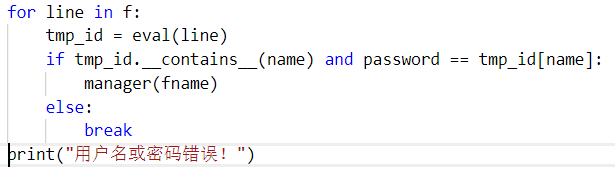 for line in f:
    tmp_id = eval(line)
    if tmp_id.__contains__(name) and password == tmp_id[name]:
        manager(fname)
    else:
        break
print("用户名或密码错误！")